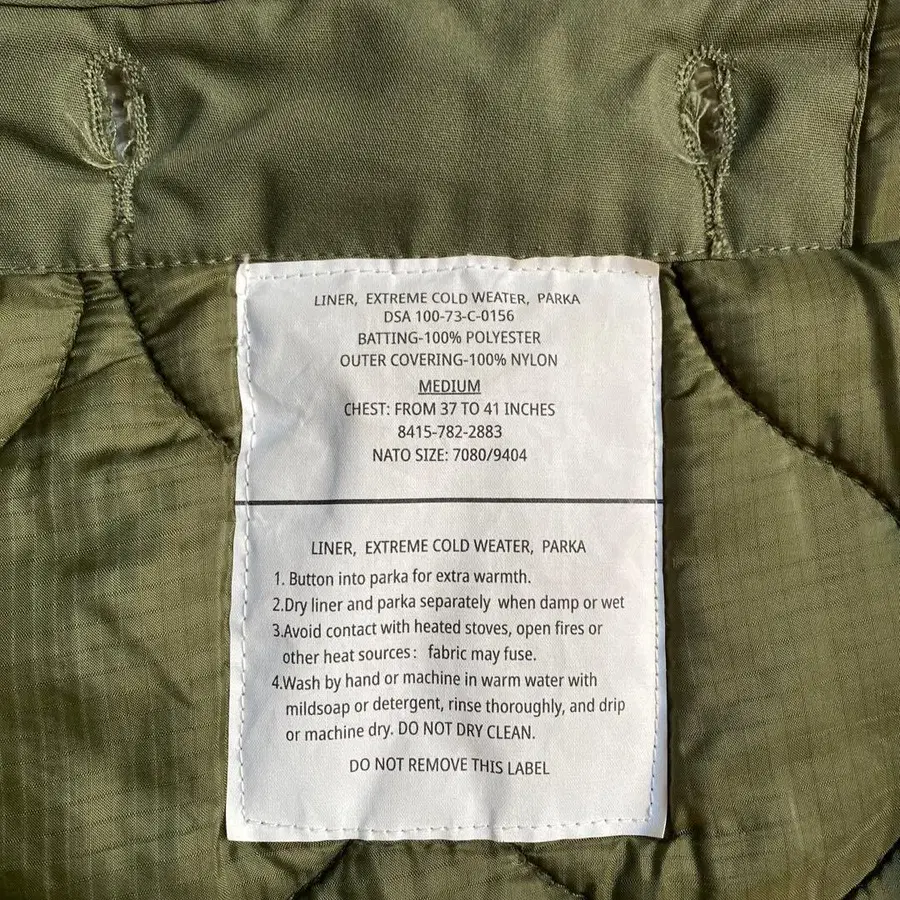 LINER, EXTREME COLD WEATER, PARKA
DSA 100-73-C-0156
BATTING-100% POLYESTER
OUTER COVERING-100% NYLON
MEDIUM
CHEST: FROM 37 TO 41 INCHES
8415-782-2883
NATO SIZE: 7080/9404
LINER, EXTREME COLD WEATER, PARKA
1. Button into parka for extra warmth.
2.Dry liner and parka separately when damp or wet
3.Avoid contact with heated stoves, open fires or
other heat sources: fabric may fuse.
4.Wash by hand or machine in warm water with
mildsoap or detergent, rinse thoroughly, and drip
or machine dry. DO NOT DRY CLEAN.
DO NOT REMOVE THIS LABEL